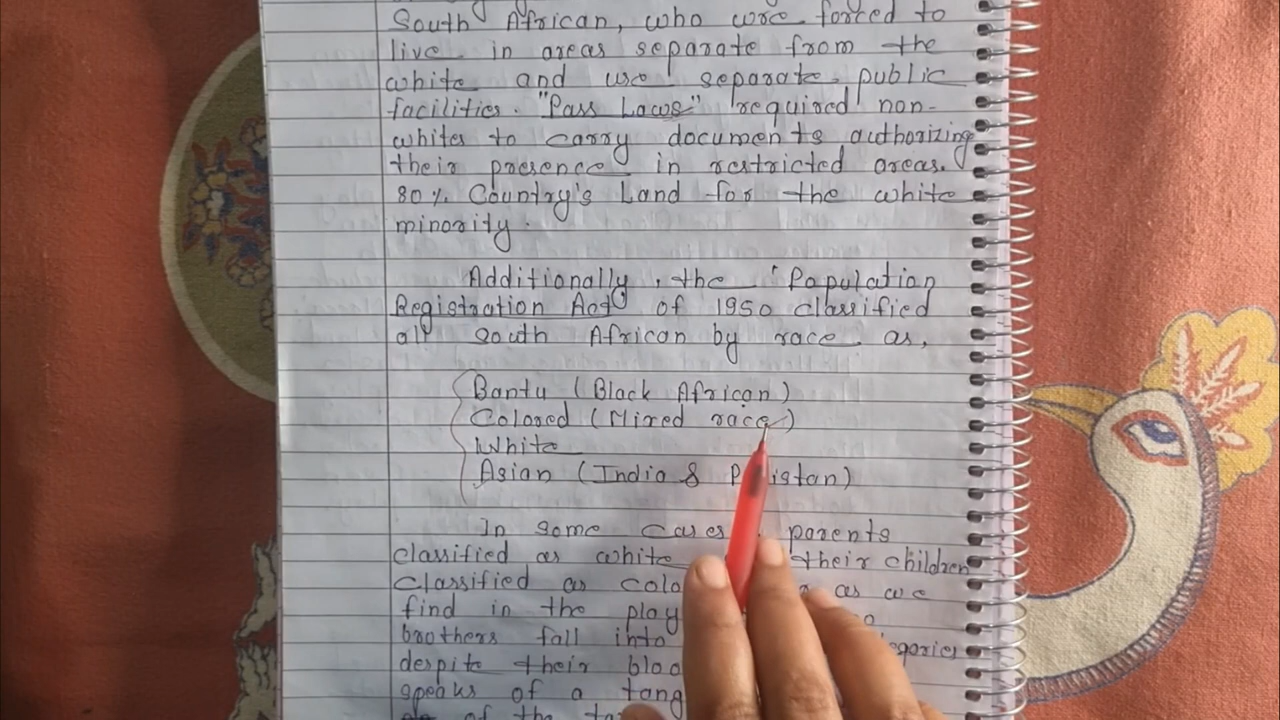 South African, who were forced to
live in areas separate from the
white and use separate public
facilities. "Pass Laws" required non-
whites to carry documents authorizing
their presence in restricted areas.
80% Country's Land for the white
minority.
Additionally, the 'Population
Registration Act' of 1950 classified
all South African by race as,
Bantu (Black African)
Colored (Mixed race)
White
Asian (India & Pakistan)
In some cases, parents
classified as white their children
classified as as we
find in the play
brothers fall into
despite their
speaks of a
of the